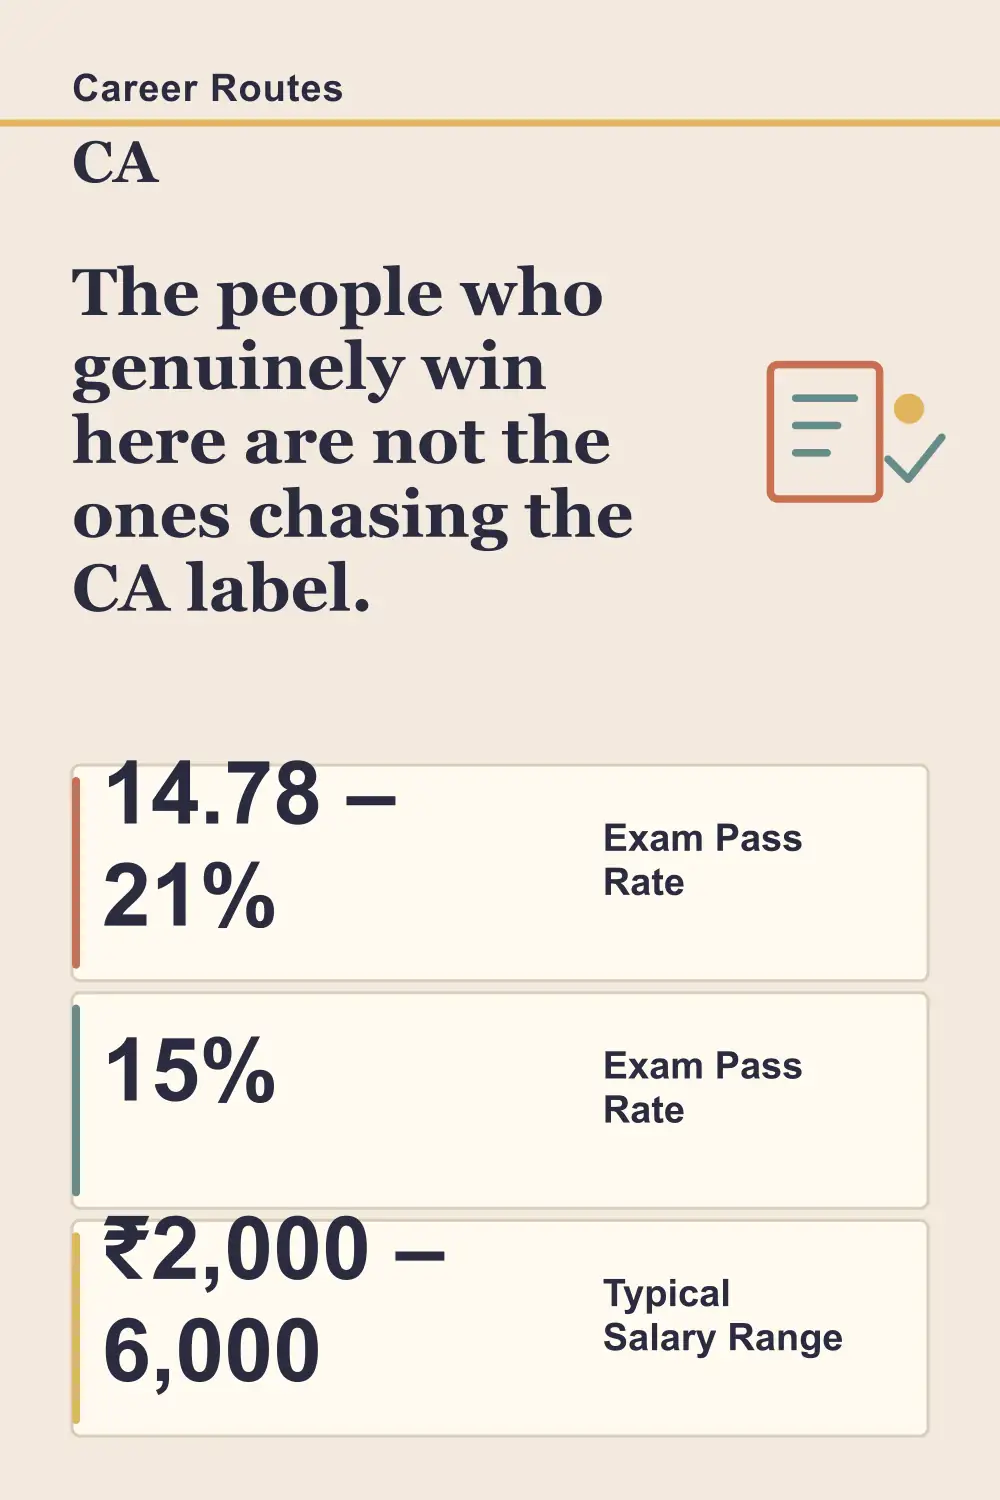 Career Routes
CA
The people who
genuinely win
here are not the
ones chasing the
CA label.
14.78 –
21%
Exam Pass
Rate
15%
Exam Pass
Rate
₹2,000 –
6,000
Typical
Salary Range